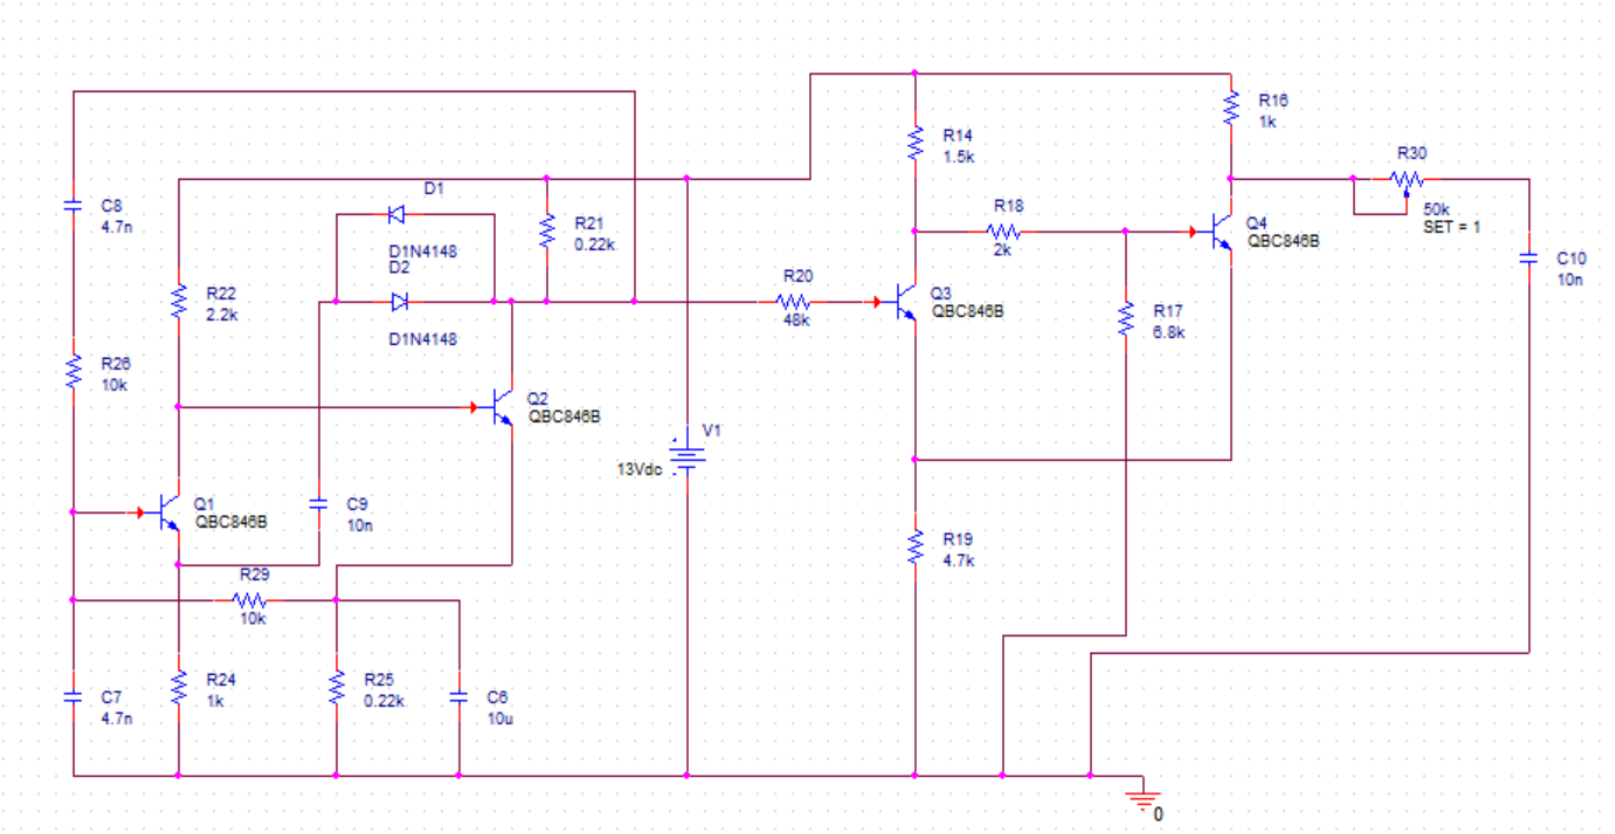 R16
1k
R14
1.5k
R30
50k
SET = 1
D1
D1N4148
D2
D1N4148
C8
4.7n
R21
0.22k
R18
2k
Q4
QBC846B
C10
10n
R22
2.2k
R20
48k
Q3
QBC846B
R17
6.8k
R26
10k
Q2
QBC846B
V1
13Vdc
Q1
QBC846B
C9
10n
R19
4.7k
R29
10k
C7
4.7n
R24
1k
R25
0.22k
C6
10u
0